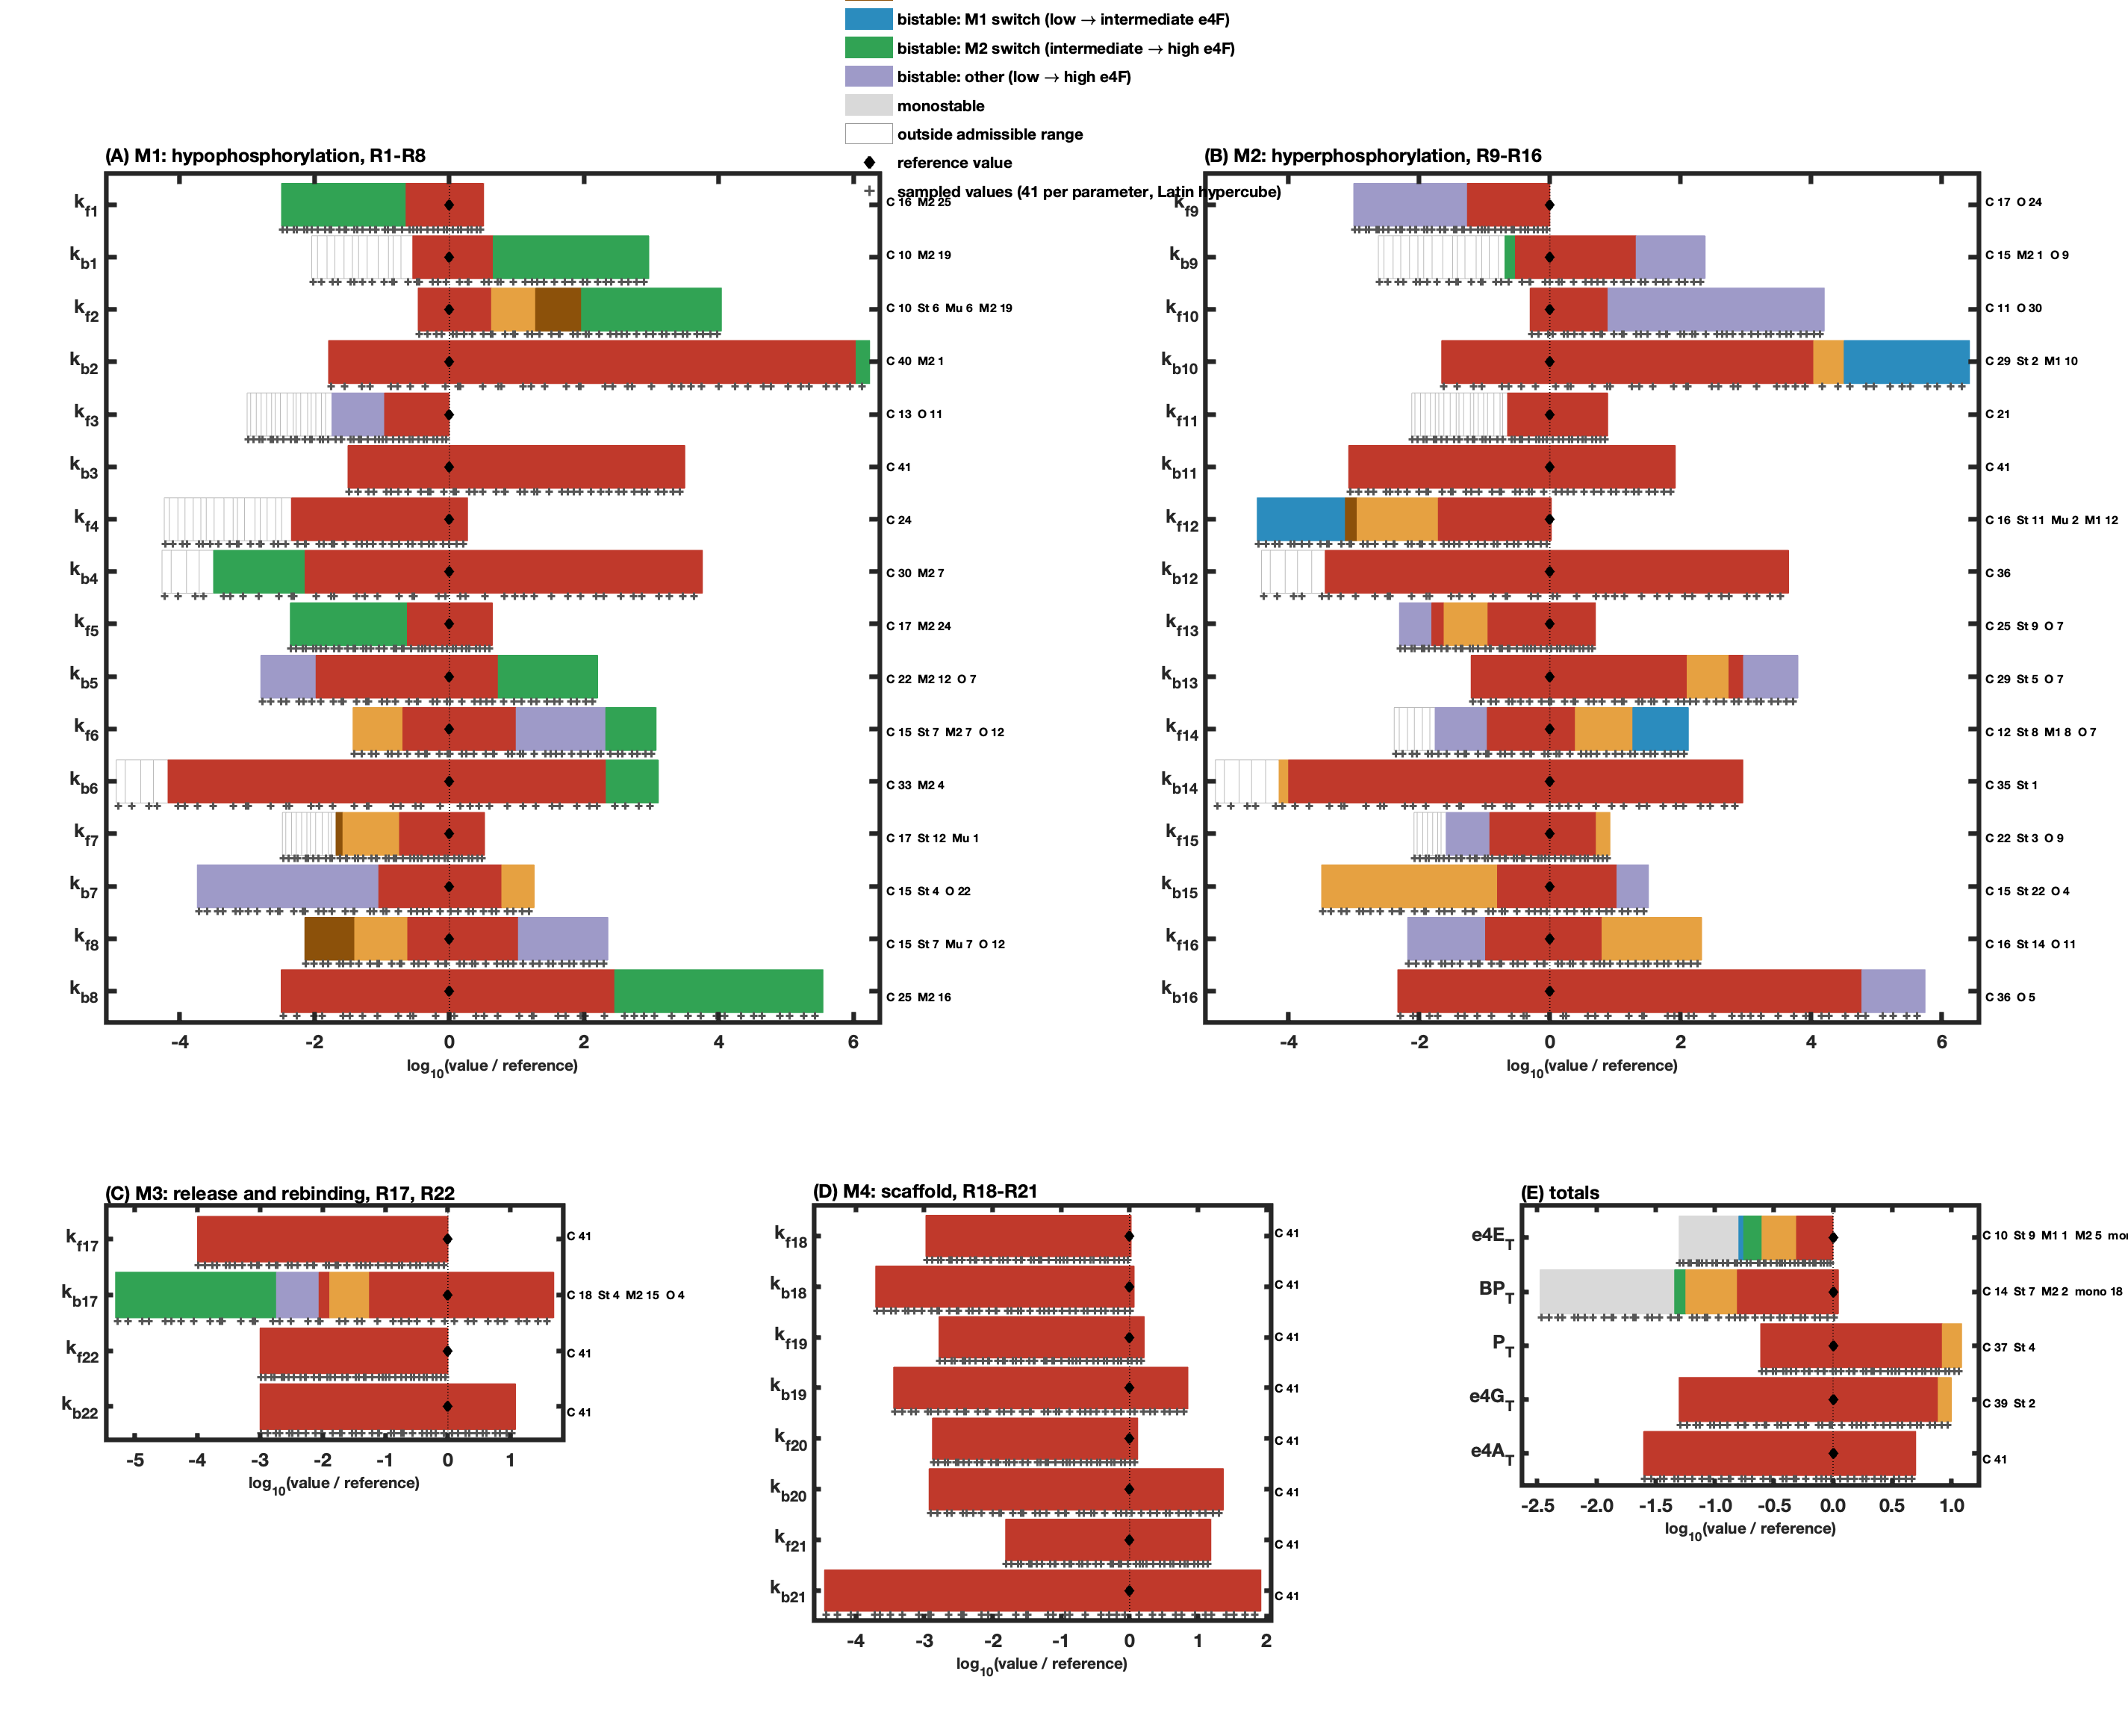 bistable: M1 switch (low → intermediate e4F)
bistable: M2 switch (intermediate → high e4F)
bistable: other (low → high e4F)
monostable
outside admissible range
reference value
sampled values (41 per parameter, Latin hypercube)
(A) M1: hypophosphorylation, R1-R8
kf1 C 16 M2 25
kb1 C 10 M2 19
kf2 C 10 St 6 Mu 6 M2 19
kb2 C 40 M2 1
kf3 C 13 O 11
kb3 C 41
kf4 C 24
kb4 C 30 M2 7
kf5 C 17 M2 24
kb5 C 22 M2 12 O 7
kf6 C 15 St 7 M2 7 O 12
kb6 C 33 M2 4
kf7 C 17 St 12 Mu 1
kb7 C 15 St 4 O 22
kf8 C 15 St 7 Mu 7 O 12
kb8 C 25 M2 16
-4 -2 0 2 4 6
log10(value / reference)
(B) M2: hyperphosphorylation, R9-R16
kf9 C 17 O 24
kb9 C 15 M2 1 O 9
kf10 C 11 O 30
kb10 C 29 St 2 M1 10
kf11 C 21
kb11 C 41
kf12 C 16 St 11 Mu 2 M1 12
kb12 C 36
kf13 C 25 St 9 O 7
kb13 C 29 St 5 O 7
kf14 C 12 St 8 M1 8 O 7
kb14 C 35 St 1
kf15 C 22 St 3 O 9
kb15 C 15 St 22 O 4
kf16 C 16 St 14 O 11
kb16 C 36 O 5
-4 -2 0 2 4 6
log10(value / reference)
(C) M3: release and rebinding, R17, R22
kf17 C 41
kb17 C 18 St 4 M2 15 O 4
kf22 C 41
kb22 C 41
-5 -4 -3 -2 -1 0 1
log10(value / reference)
(D) M4: scaffold, R18-R21
kf18 C 41
kb18 C 41
kf19 C 41
kb19 C 41
kf20 C 41
kb20 C 41
kf21 C 41
kb21 C 41
-4 -3 -2 -1 0 1 2
log10(value / reference)
(E) totals
e4ET C 10 St 9 M1 1 M2 5
BPT C 14 St 7 M2 2 mono 18
PT C 37 St 4
e4GT C 39 St 2
e4AT C 41
-2.5 -2.0 -1.5 -1.0 -0.5 0.0 0.5 1.0
log10(value / reference)